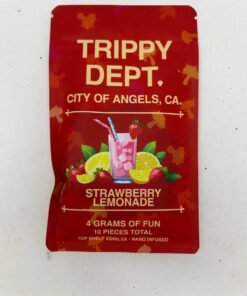 TRIPPY
DEPT.
CITY OF ANGELS, CA.
STRAWBERRY
LEMONADE
4 GRAMS OF FUN
10 PIECES TOTAL
TOP SHELF EDIBLES - NANO INFUSED